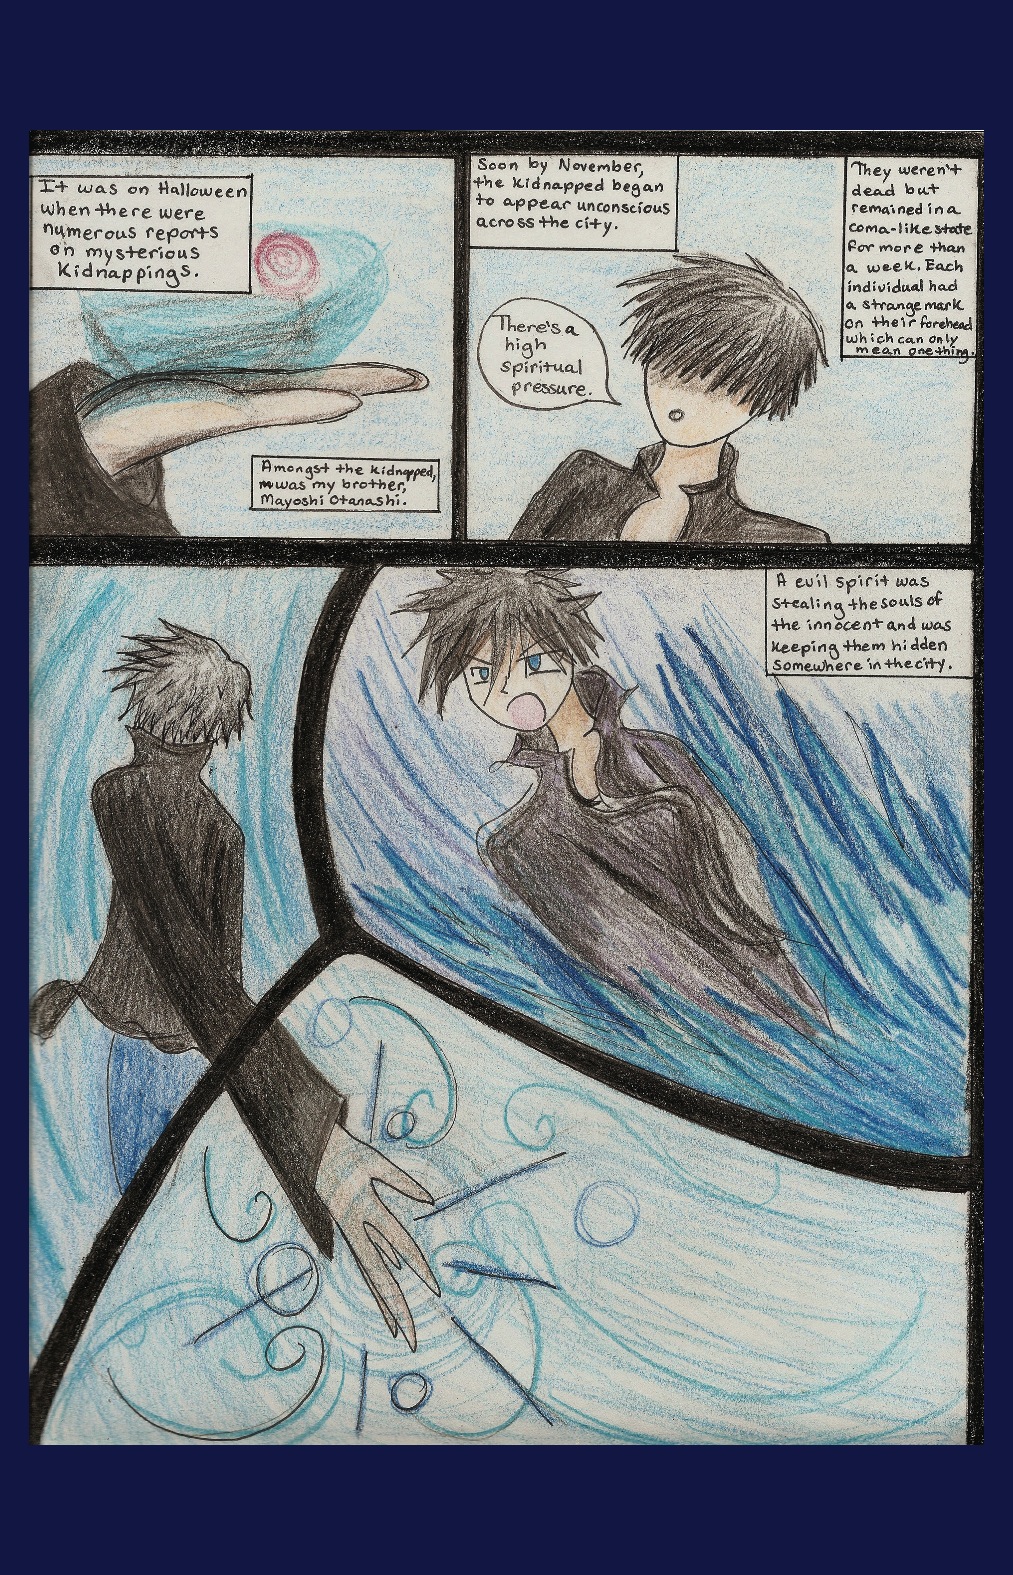 It was on Halloween
when there were
numerous reports
on mysterious
kidnappings.
Amongst the kidnapped,
was my brother,
Mayoshi Otanashi.
Soon by November,
the kidnapped began
to appear unconscious
across the city.
There's a
high
spiritual
pressure.
They weren't
dead but
remained in a
coma-like state
for more than
a week. Each
individual had
a strange mark
on their forehead
which can only
mean one thing.
A evil spirit was
stealing the souls of
the innocent and was
keeping them hidden
somewhere in the city.